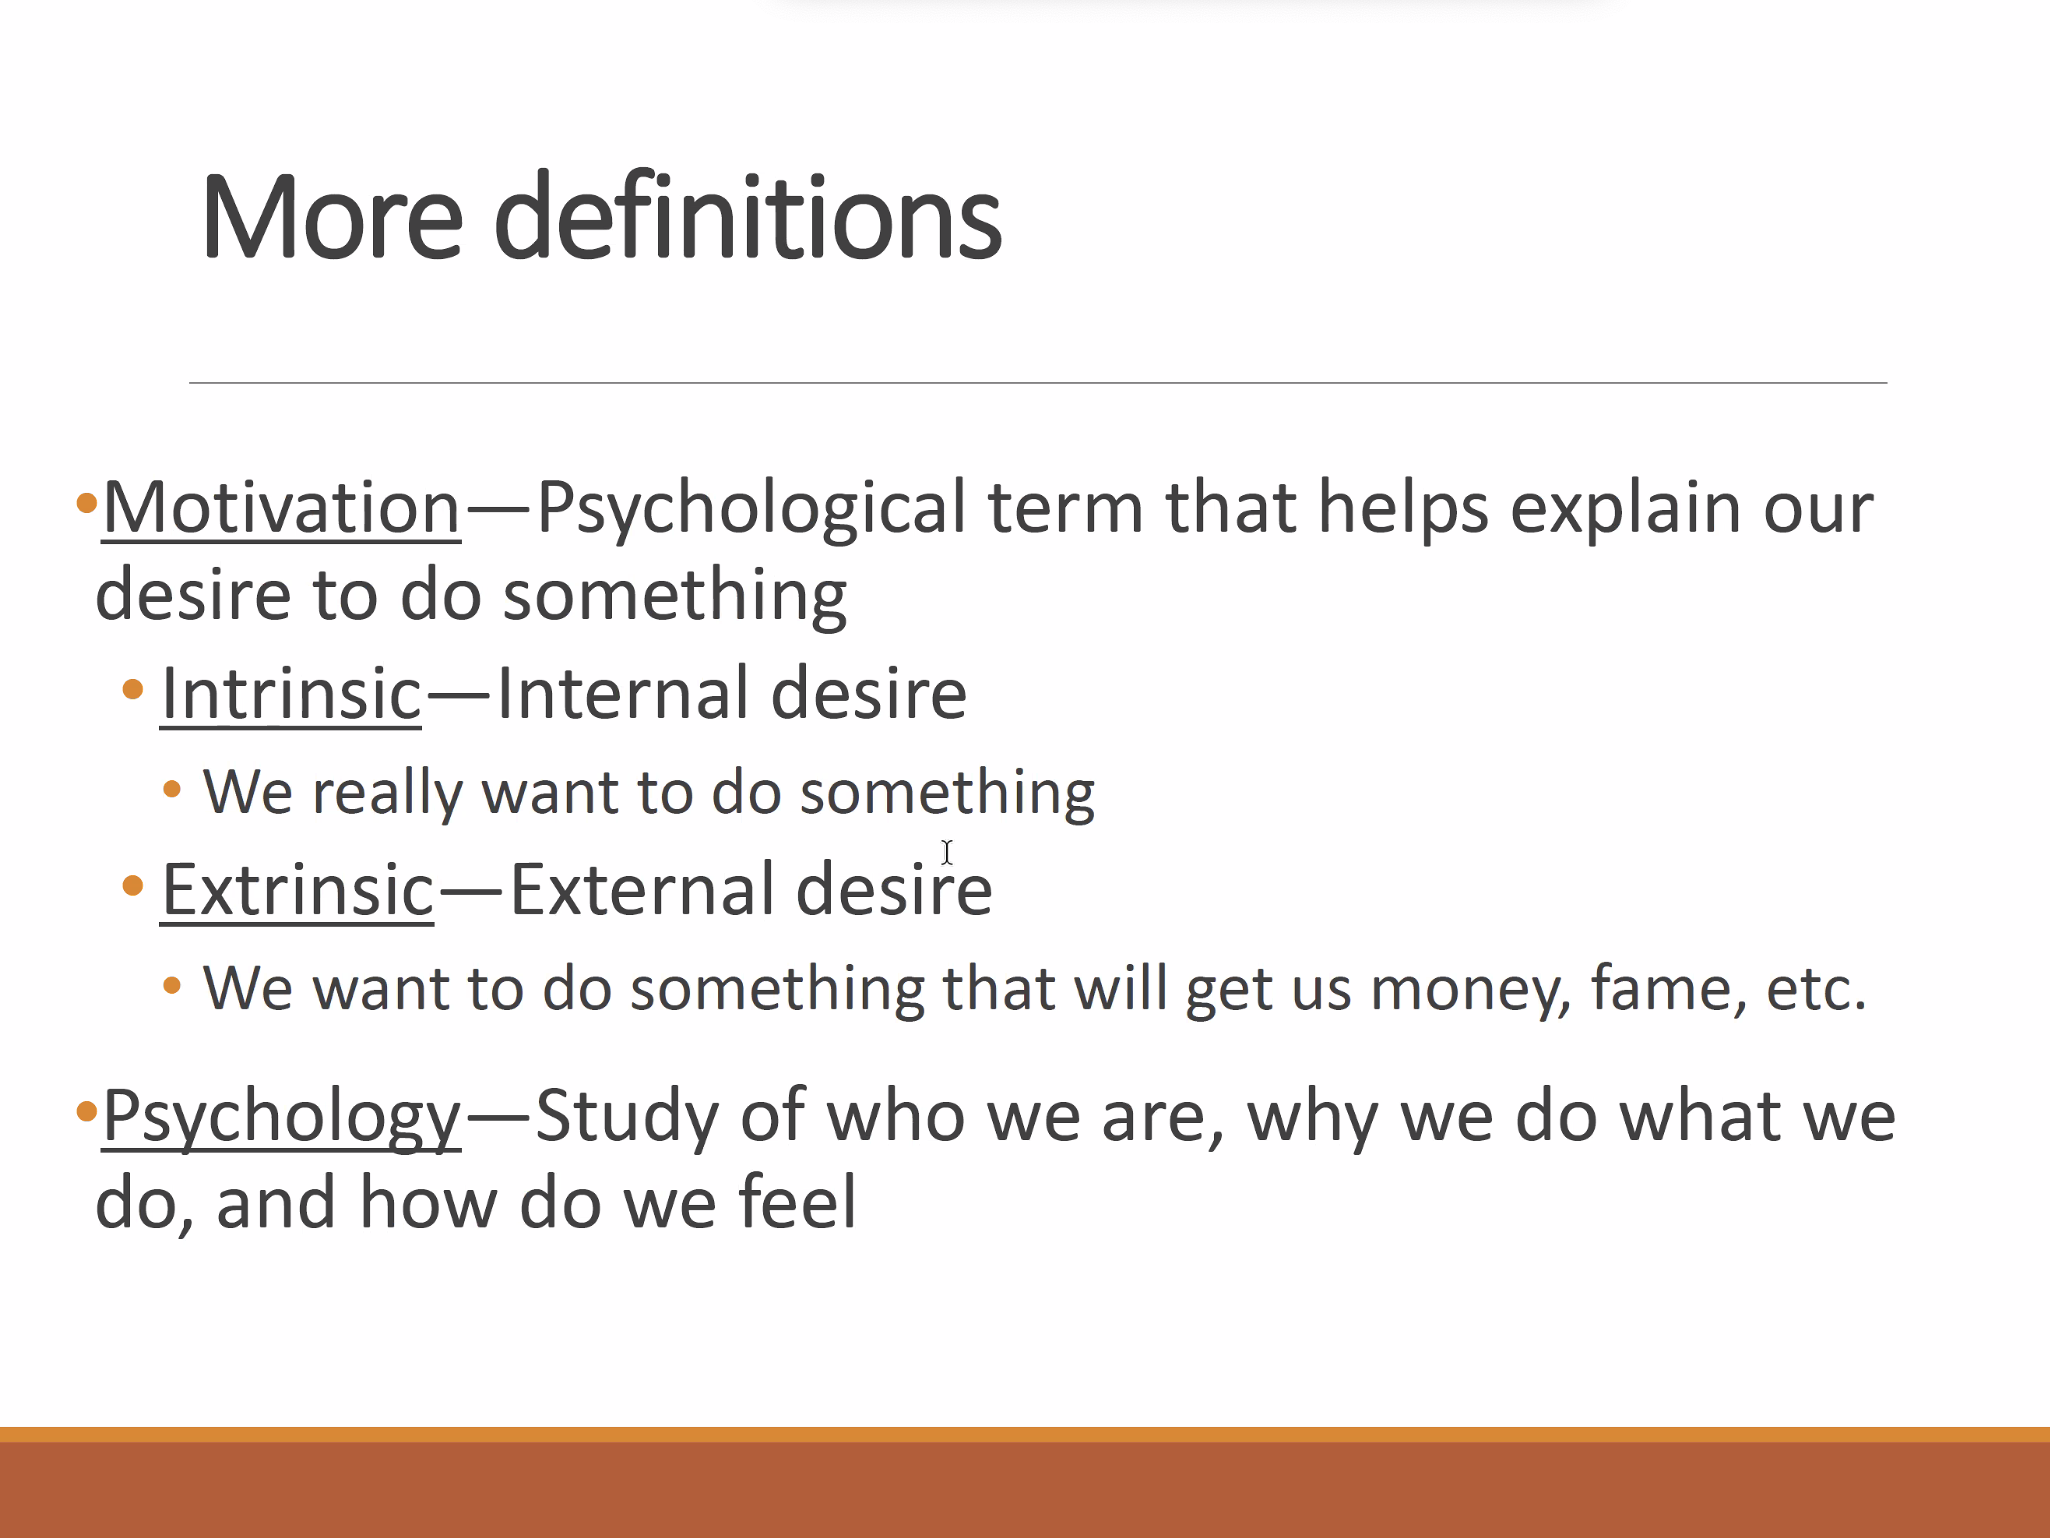 More definitions
•Motivation—Psychological term that helps explain our
desire to do something
• Intrinsic—Internal desire
• We really want to do something
• Extrinsic—External desire
• We want to do something that will get us money, fame, etc.
•Psychology—Study of who we are, why we do what we
do, and how do we feel